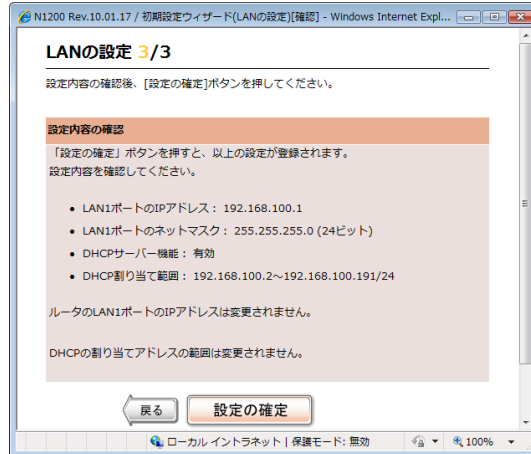 N1200 Rev.10.01.17 / 初期設定ウィザード(LANの設定)[確認] - Windows Internet Expl...
LANの設定 3/3
設定内容の確認後、[設定の確定]ボタンを押してください。
設定内容の確認
「設定の確定」ボタンを押すと、以上の設定が登録されます。
設定内容を確認してください。
• LAN1ポートのIPアドレス： 192.168.100.1
• LAN1ポートのネットマスク： 255.255.255.0 (24ビット)
• DHCPサーバー機能： 有効
• DHCP割り当て範囲： 192.168.100.2～192.168.100.191/24
ルータのLAN1ポートのIPアドレスは変更されません。
DHCPの割り当てアドレスの範囲は変更されません。
戻る 設定の確定
ローカル イントラネット | 保護モード: 無効 100%